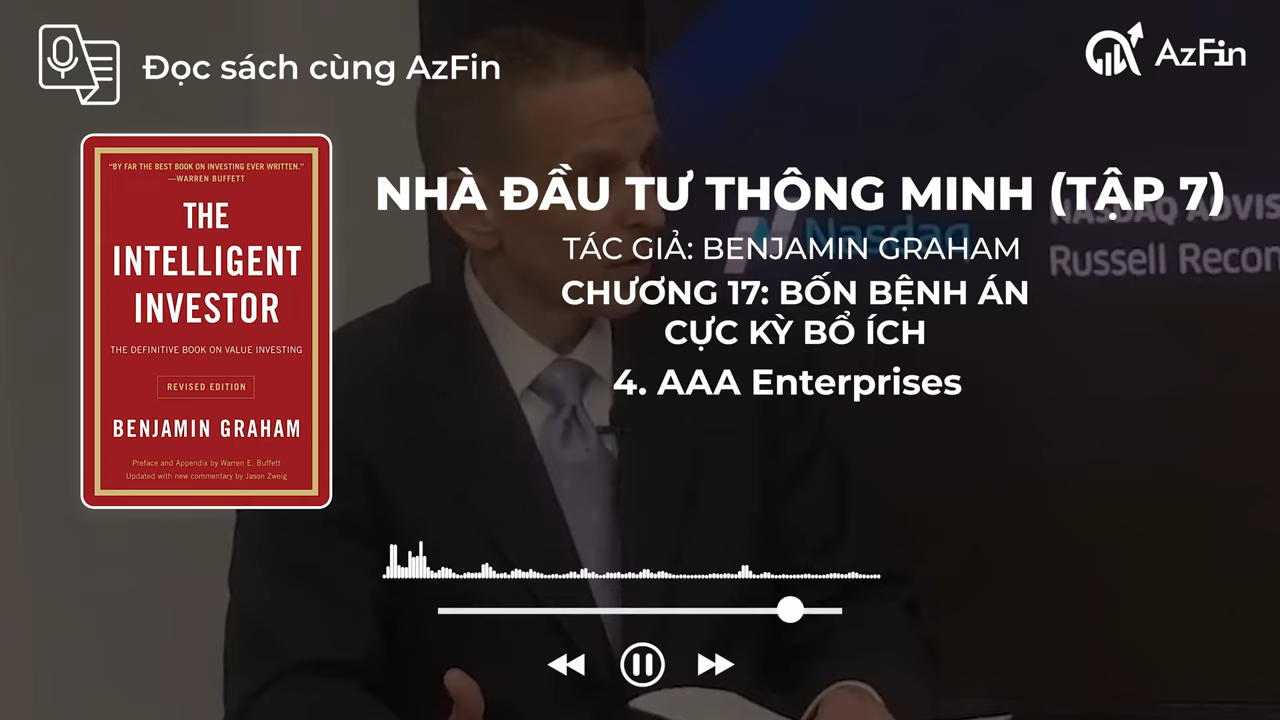 Đọc sách cùng AzFin
AzFin
"BY FAR THE BEST BOOK ON INVESTING EVER WRITTEN."
—WARREN BUFFETT
THE
INTELLIGENT
INVESTOR
THE DEFINITIVE BOOK ON VALUE INVESTING
REVISED EDITION
BENJAMIN GRAHAM
Preface and Appendix by Warren E. Buffett
Updated with new commentary by Jason Zweig
NHÀ ĐẦU TƯ THÔNG MINH (TẬP 7)
TÁC GIẢ: BENJAMIN GRAHAM
CHƯƠNG 17: BỐN BỆNH ÁN
CỰC KỲ BỔ ÍCH
4. AAA Enterprises
Nasdaq
NASDAQ ADVIS
Russell Recon